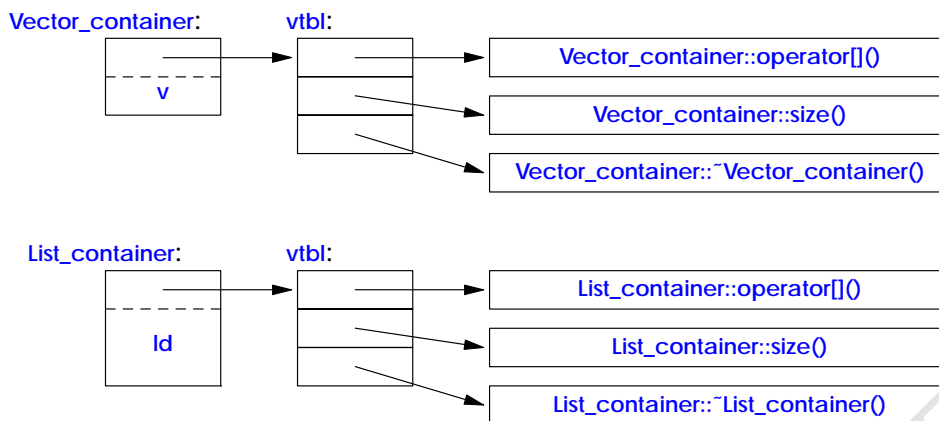 Vector_container: vtbl:
Vector_container::operator[]()
v
Vector_container::size()
Vector_container::~Vector_container()
List_container: vtbl:
List_container::operator[]()
ld
List_container::size()
List_container::~List_container()